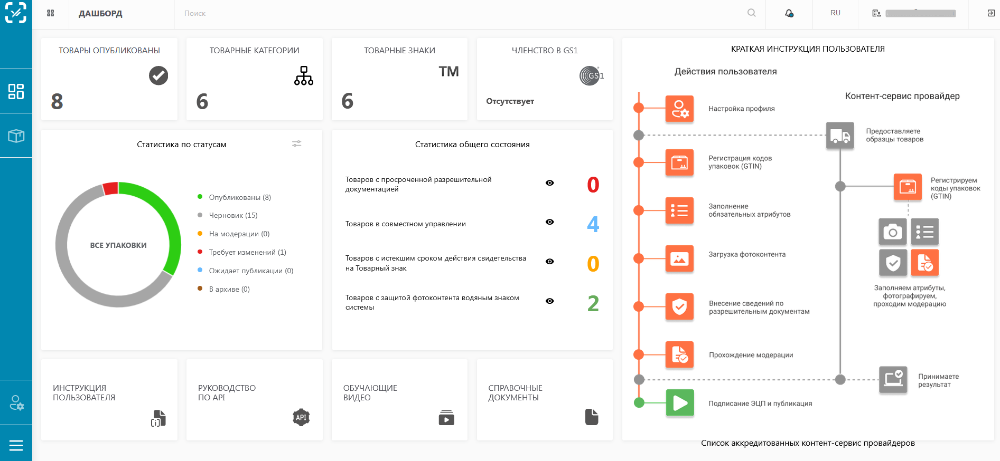 ДАШБОРД
Поиск
RU
ТОВАРЫ ОПУБЛИКОВАНЫ
8
ТОВАРНЫЕ КАТЕГОРИИ
6
ТОВАРНЫЕ ЗНАКИ
TM
6
ЧЛЕНСТВО В GS1
GS1
Отсутствует
Статистика по статусам
ВСЕ УПАКОВКИ
Опубликованы (8)
Черновик (15)
На модерации (0)
Требует изменений (1)
Ожидает публикации (0)
В архиве (0)
Статистика общего состояния
Товаров с просроченной разрешительной
документацией
0
Товаров в совместном управлении
4
Товаров с истекшим сроком действия свидетельства
на Товарный знак
0
Товаров с защитой фотоконтента водяным знаком
системы
2
ИНСТРУКЦИЯ
ПОЛЬЗОВАТЕЛЯ
РУКОВОДСТВО
ПО API
API
ОБУЧАЮЩИЕ
ВИДЕО
СПРАВОЧНЫЕ
ДОКУМЕНТЫ
КРАТКАЯ ИНСТРУКЦИЯ ПОЛЬЗОВАТЕЛЯ
Действия пользователя
Контент-сервис провайдер
Настройка профиля
Предоставляете
образцы товаров
Регистрация кодов
упаковок (GTIN)
Регистрируем
коды упаковок
(GTIN)
Заполнение
обязательных атрибутов
Загрузка фотоконтента
Заполняем атрибуты,
фотографируем,
проходим модерацию
Внесение сведений по
разрешительным документам
Прохождение модерации
Принимаете
результат
Подписание ЭЦП и публикация
Список аккредитованных контент-сервис провайдеров